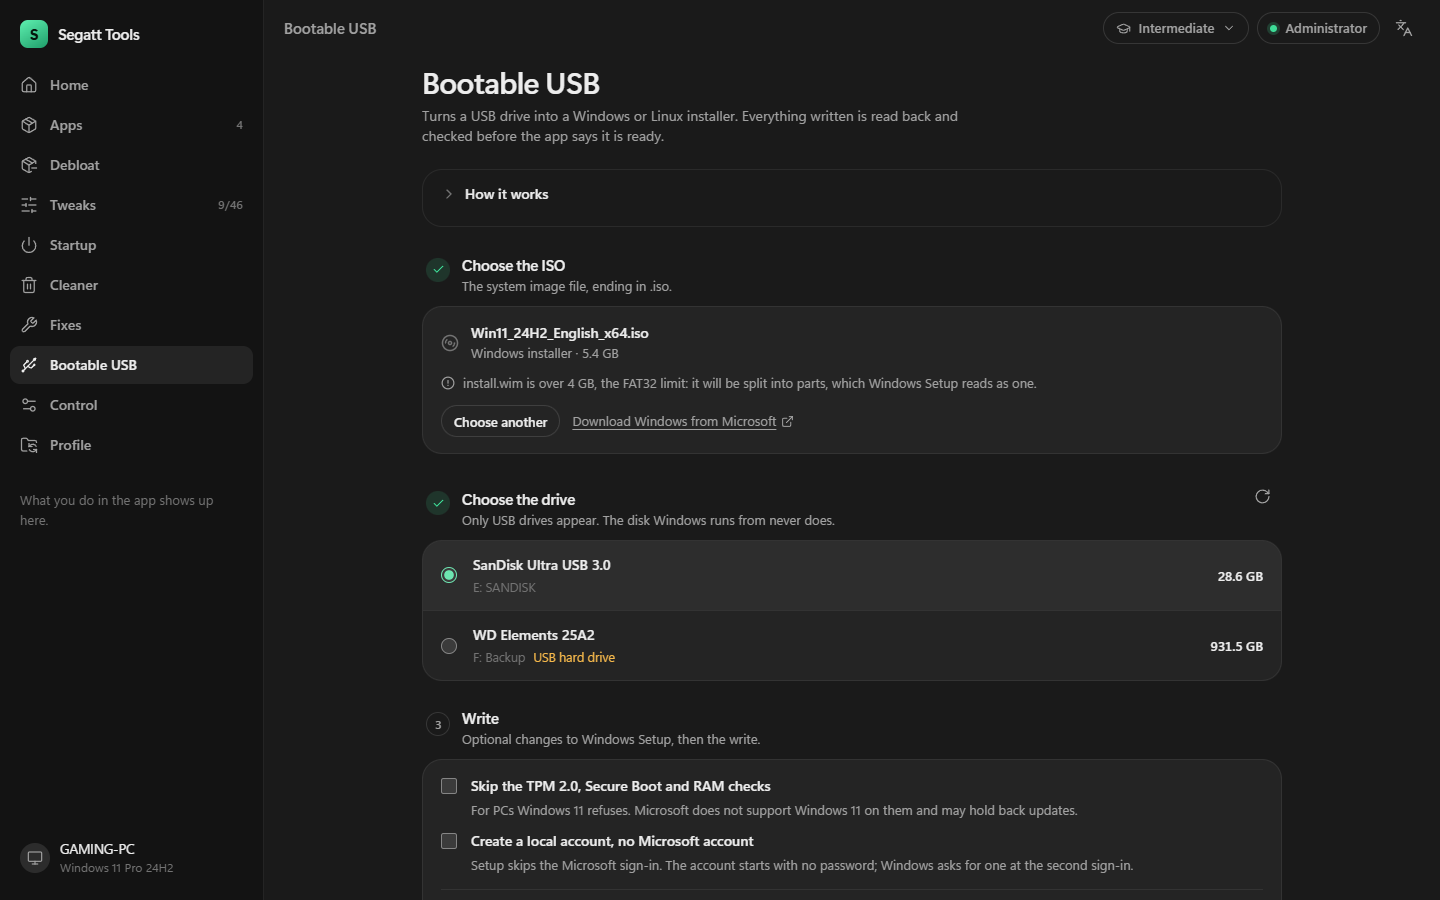 S
Segatt Tools
Home
Apps 4
Debloat
Tweaks 9/46
Startup
Cleaner
Fixes
Bootable USB
Control
Profile
What you do in the app shows up
here.
GAMING-PC
Windows 11 Pro 24H2
Bootable USB
Intermediate
Administrator
Bootable USB
Turns a USB drive into a Windows or Linux installer. Everything written is read back and
checked before the app says it is ready.
How it works
Choose the ISO
The system image file, ending in .iso.
Win11_24H2_English_x64.iso
Windows installer · 5.4 GB
install.wim is over 4 GB, the FAT32 limit: it will be split into parts, which Windows Setup reads as one.
Choose another
Download Windows from Microsoft
Choose the drive
Only USB drives appear. The disk Windows runs from never does.
SanDisk Ultra USB 3.0
E: SANDISK
28.6 GB
WD Elements 25A2
F: Backup USB hard drive
931.5 GB
3
Write
Optional changes to Windows Setup, then the write.
Skip the TPM 2.0, Secure Boot and RAM checks
For PCs Windows 11 refuses. Microsoft does not support Windows 11 on them and may hold back updates.
Create a local account, no Microsoft account
Setup skips the Microsoft sign-in. The account starts with no password; Windows asks for one at the second sign-in.